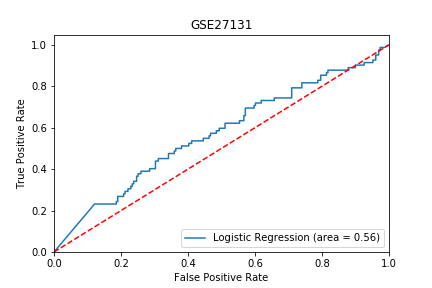 GSE27131
1.0
0.8
0.6
0.4
0.2
0.0
True Positive Rate
Logistic Regression (area = 0.56)
0.0 0.2 0.4 0.6 0.8 1.0
False Positive Rate